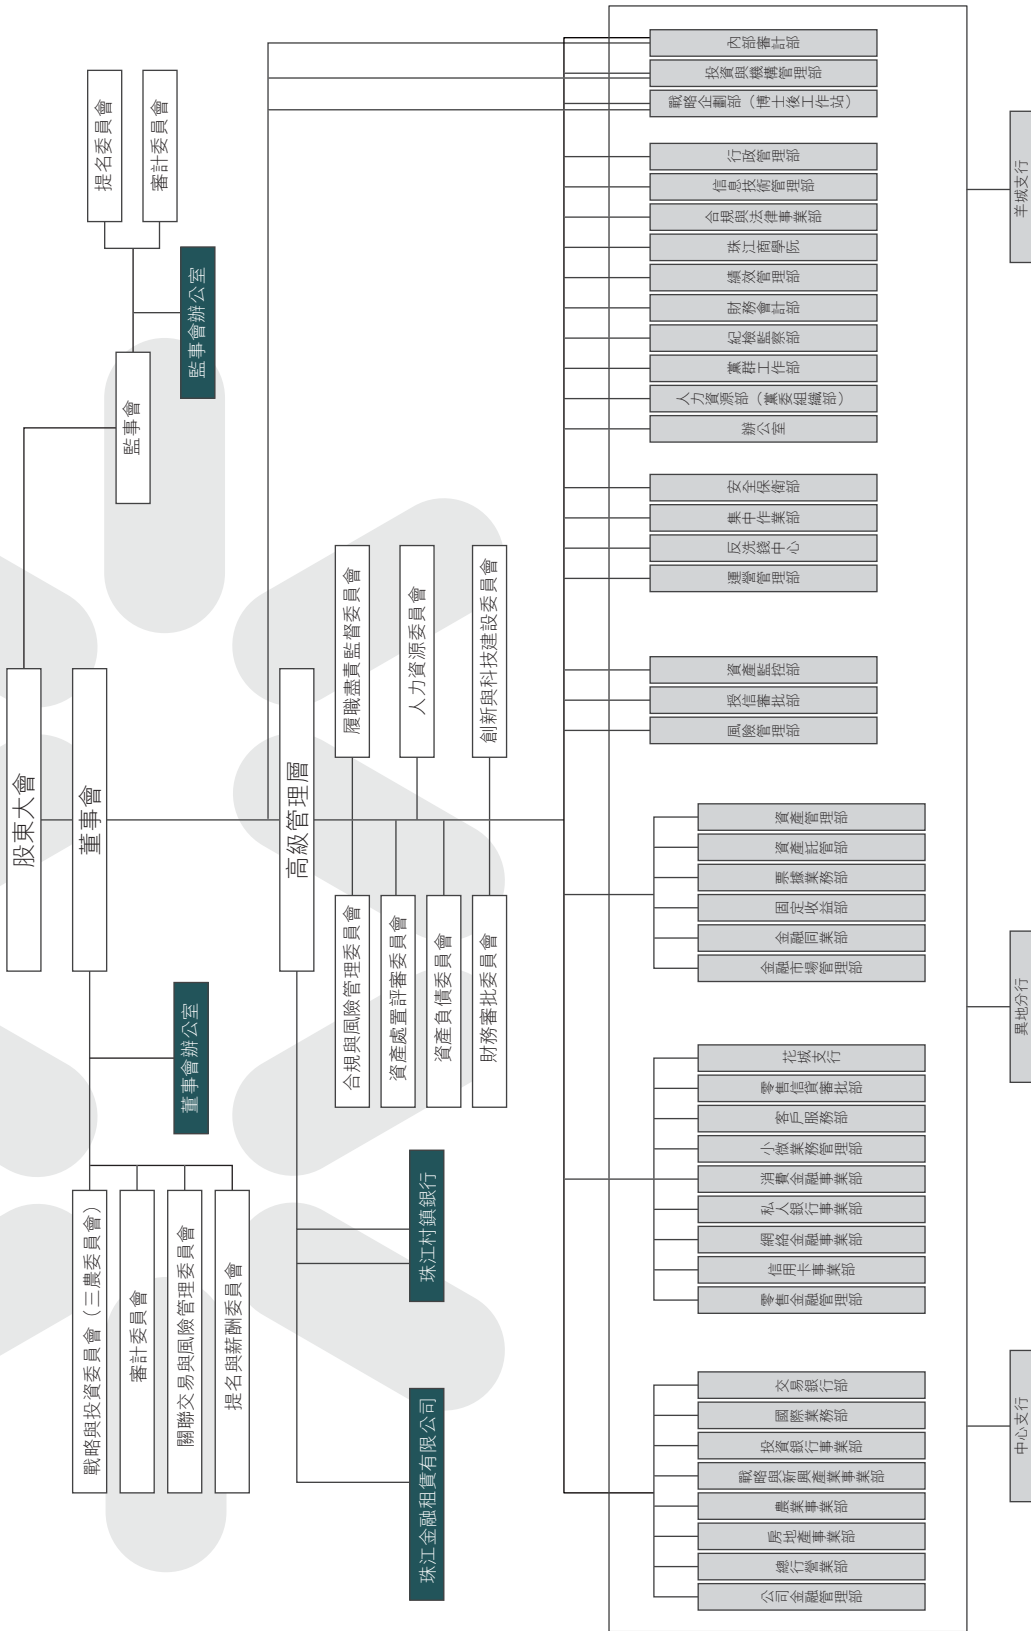 股東大會
董事會
監事會
提名委員會
審計委員會
監事會辦公室
董事會辦公室
戰略與投資委員會（三農委員會）
審計委員會
關聯交易與風險管理委員會
提名與薪酬委員會
高級管理層
合規與風險管理委員會
履職盡責監督委員會
資產處置評審委員會
人力資源委員會
資產負債委員會
財務審批委員會
創新與科技建設委員會
珠江金融租賃有限公司
珠江村鎮銀行
公司金融管理部
總行營業部
房地產事業部
農業事業部
戰略與新興產業事業部
投資銀行事業部
國際業務部
交易銀行部
零售金融管理部
信用卡事業部
網絡金融事業部
私人銀行事業部
消費金融事業部
小微業務管理部
客戶服務部
零售信貸審批部
花城支行
金融市場管理部
金融同業部
固定收益部
票據業務部
資產託管部
資產管理部
風險管理部
授信審批部
資產監控部
運營管理部
反洗錢中心
集中作業部
安全保衛部
辦公室
人力資源部（黨委組織部）
黨群工作部
紀檢監察部
財務會計部
績效管理部
珠江商學院
合規與法律事業部
信息技術管理部
行政管理部
戰略企劃部（博士後工作站）
投資與機構管理部
內部審計部
中心支行
異地分行
羊城支行